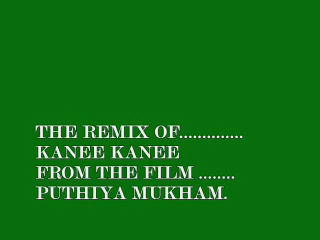 THE REMIX OF..............
KANEE KANEE
FROM THE FILM ........
PUTHIYA MUKHAM.